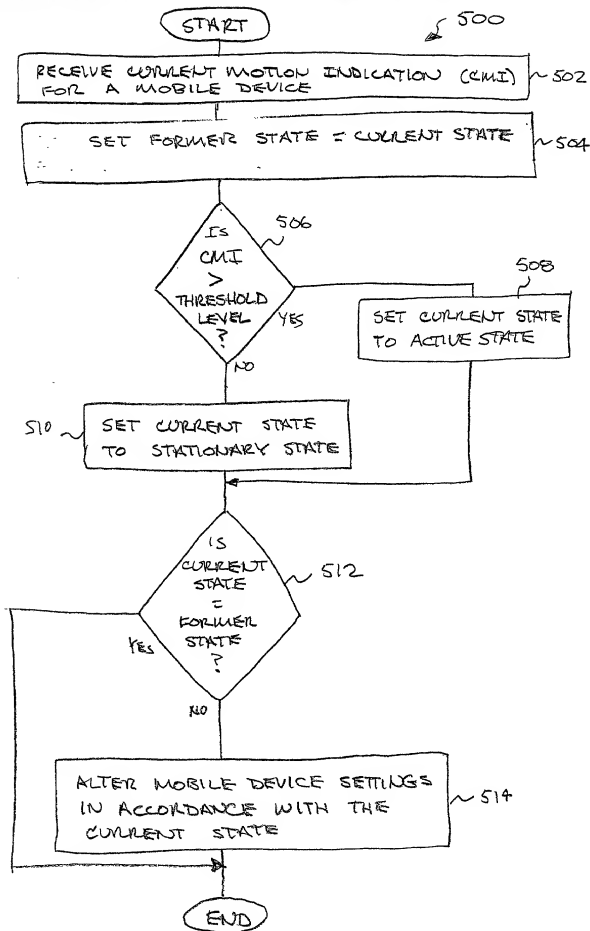 START
500
RECEIVE CURRENT MOTION INDICATION (CMI)
FOR A MOBILE DEVICE
502
SET FORMER STATE = CURRENT STATE
504
IS
CMI
>
THRESHOLD
LEVEL
?
506
YES
NO
508
SET CURRENT STATE
TO ACTIVE STATE
510
SET CURRENT STATE
TO STATIONARY STATE
IS
CURRENT
STATE
=
FORMER
STATE
?
512
YES
NO
ALTER MOBILE DEVICE SETTINGS
IN ACCORDANCE WITH THE
CURRENT STATE
514
END